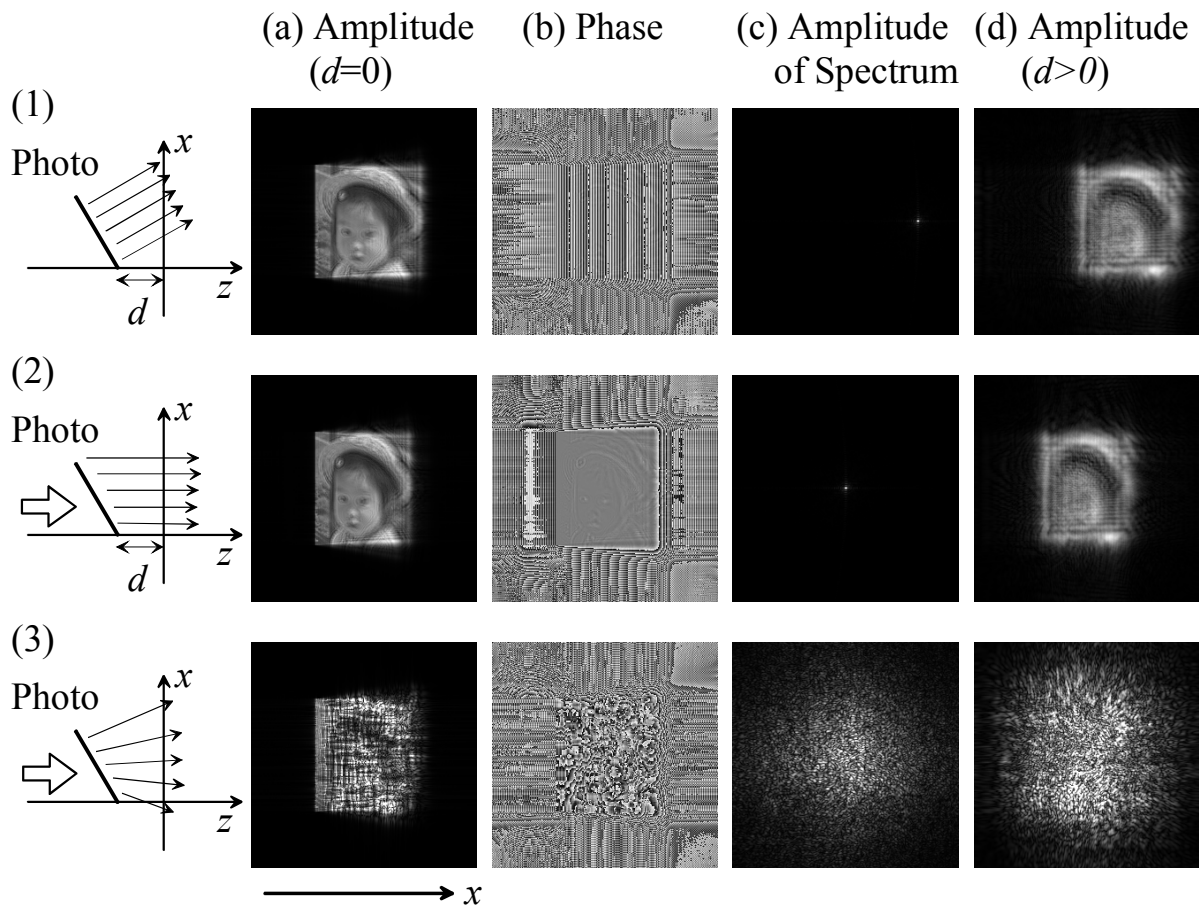 (a) Amplitude
(d=0)
(b) Phase
(c) Amplitude
of Spectrum
(d) Amplitude
(d>0)
(1)
Photo
x
z
d
(2)
Photo
x
z
d
(3)
Photo
x
z
x